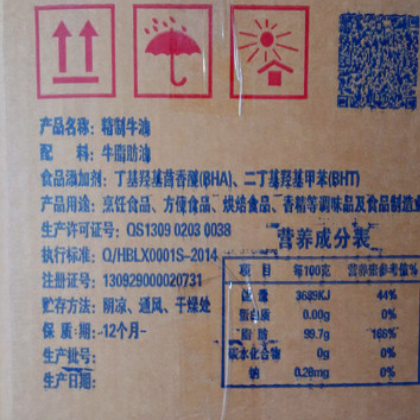 产品名称：精制牛油
配 料：牛脂肪油
食品添加剂：丁基羟基茴香醚(BHA)、二丁基羟基甲苯(BHT)
产品用途：烹饪食品、方便食品、烘焙食品、香精等调味品及食品制造业
生产许可证号：QS1309 0203 0038
执行标准：Q/HBLX0001S-2014
注册证号：130929000020731
贮存方法：阴凉、通风、干燥处
保 质 期：-12个月-
生产批号：
生产日期：
营养成分装
项 目 每100克 营养素参考值%
能量 3689KJ 44%
蛋白质 0.00g 0%
脂 肪 99.7g 166%
碳水化合物 0g 0%
钠 0.20mg 0%